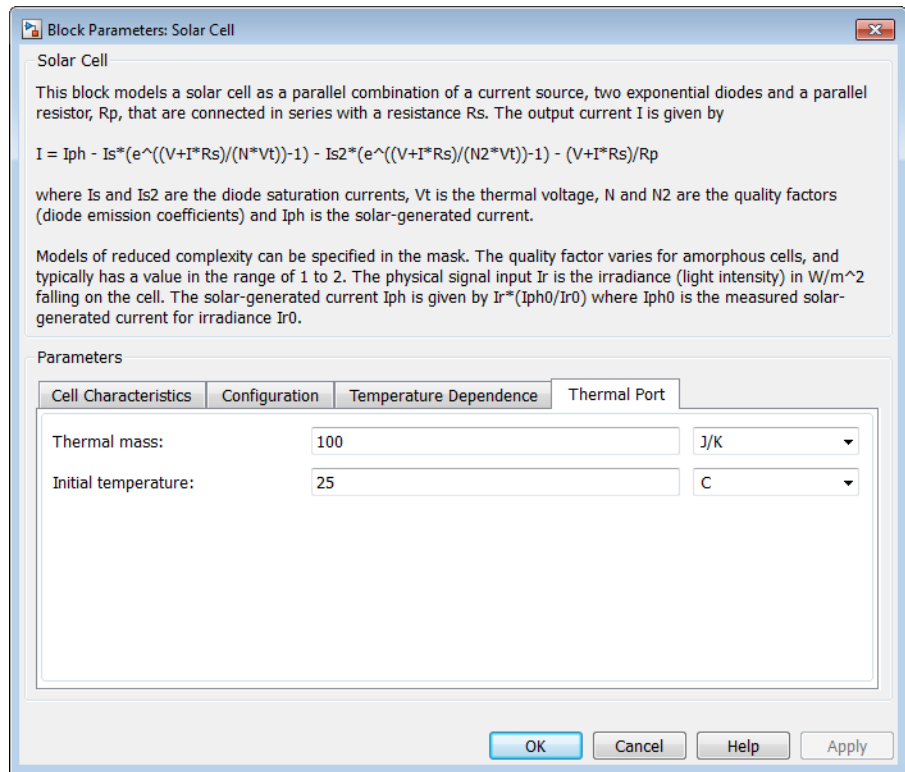 Block Parameters: Solar Cell
Solar Cell
This block models a solar cell as a parallel combination of a current source, two exponential diodes and a parallel
resistor, Rp, that are connected in series with a resistance Rs. The output current I is given by
I = Iph - Is*(e^((V+I*Rs)/(N*Vt))-1) - Is2*(e^((V+I*Rs)/(N2*Vt))-1) - (V+I*Rs)/Rp
where Is and Is2 are the diode saturation currents, Vt is the thermal voltage, N and N2 are the quality factors
(diode emission coefficients) and Iph is the solar-generated current.
Models of reduced complexity can be specified in the mask. The quality factor varies for amorphous cells, and
typically has a value in the range of 1 to 2. The physical signal input Ir is the irradiance (light intensity) in W/m^2
falling on the cell. The solar-generated current Iph is given by Ir*(Iph0/Ir0) where Iph0 is the measured solar-
generated current for irradiance Ir0.
Parameters
Cell Characteristics Configuration Temperature Dependence Thermal Port
Thermal mass: 100 J/K
Initial temperature: 25 C
OK Cancel Help Apply